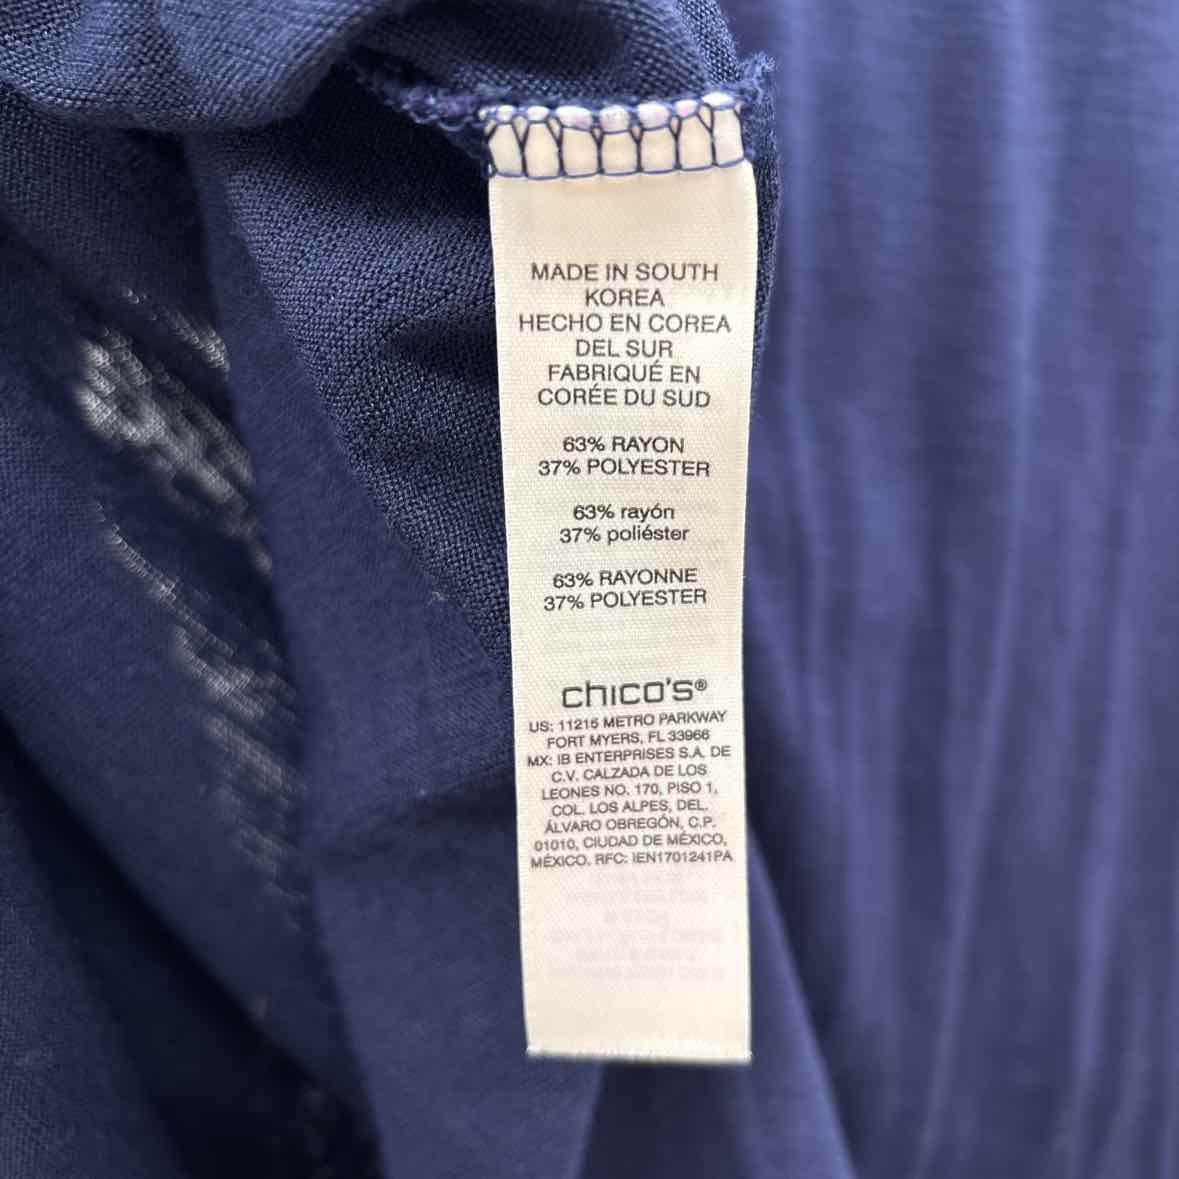 MADE IN SOUTH
KOREA
HECHO EN COREA
DEL SUR
FABRIQUÉ EN
CORÉE DU SUD
63% RAYON
37% POLYESTER
63% rayón
37% poliéster
63% RAYONNE
37% POLYESTER
chico's®
US: 11215 METRO PARKWAY
FORT MYERS, FL 33966
MX: IB ENTERPRISES S.A. DE
C.V. CALZADA DE LOS
LEONES NO. 170, PISO 1,
COL. LOS ALPES, DEL.
ÁLVARO OBREGÓN, C.P.
01010, CIUDAD DE MÉXICO,
MÉXICO. RFC: IEN1701241PA